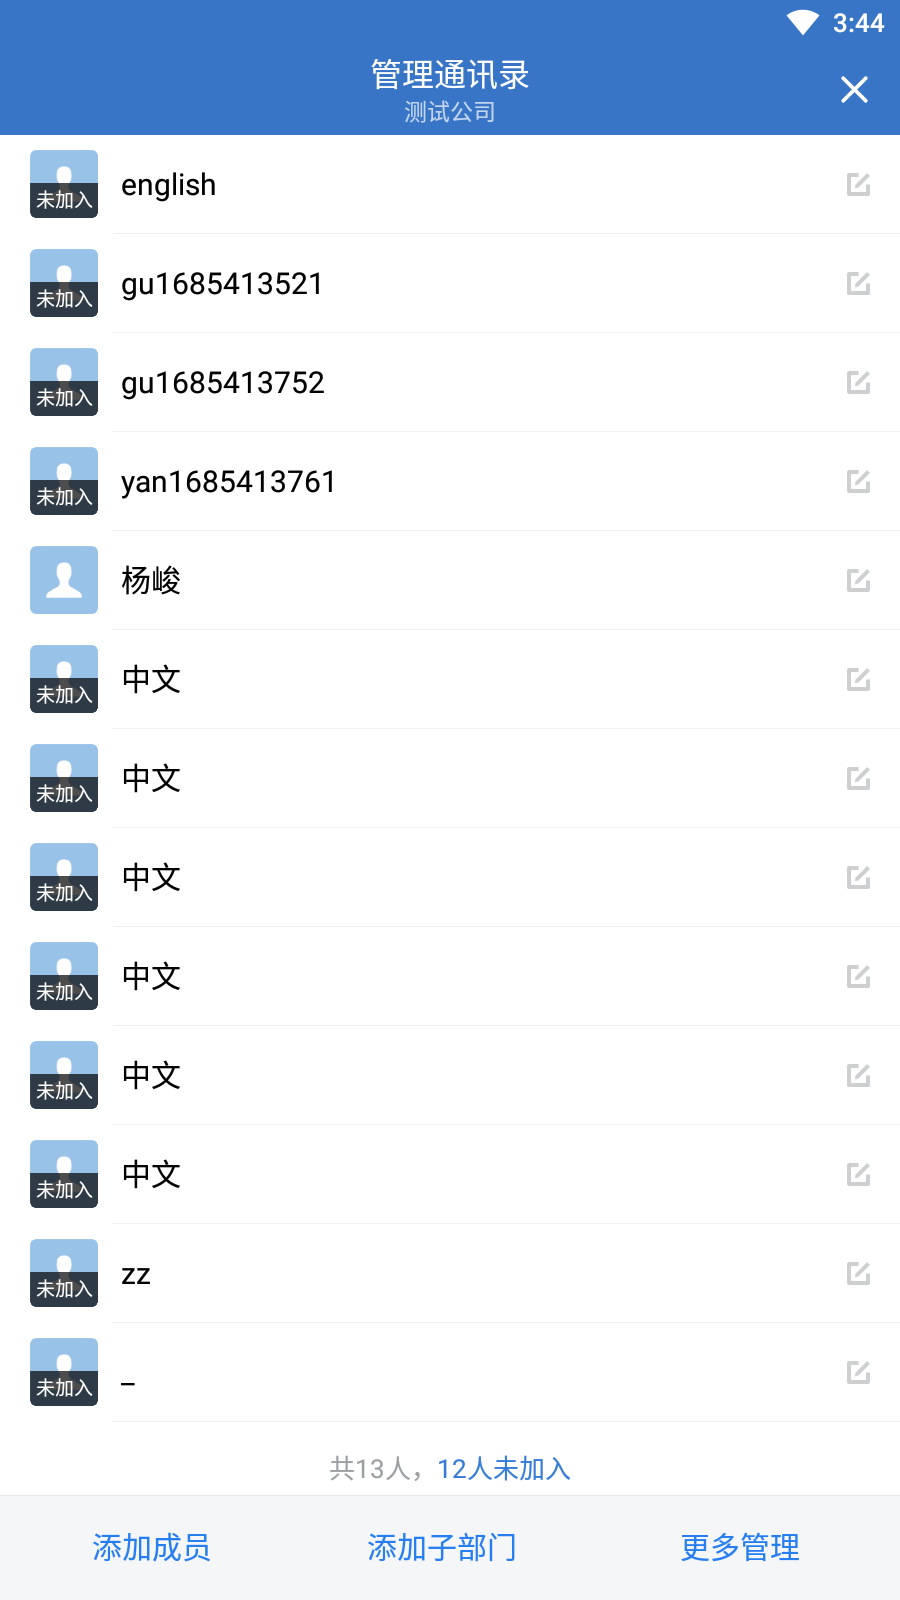 3:44
管理通讯录
测试公司
未加入 english
未加入 gu1685413521
未加入 gu1685413752
未加入 yan1685413761
杨峻
未加入 中文
未加入 中文
未加入 中文
未加入 中文
未加入 中文
未加入 中文
未加入 zz
未加入 _
共13人，12人未加入
添加成员 添加子部门 更多管理